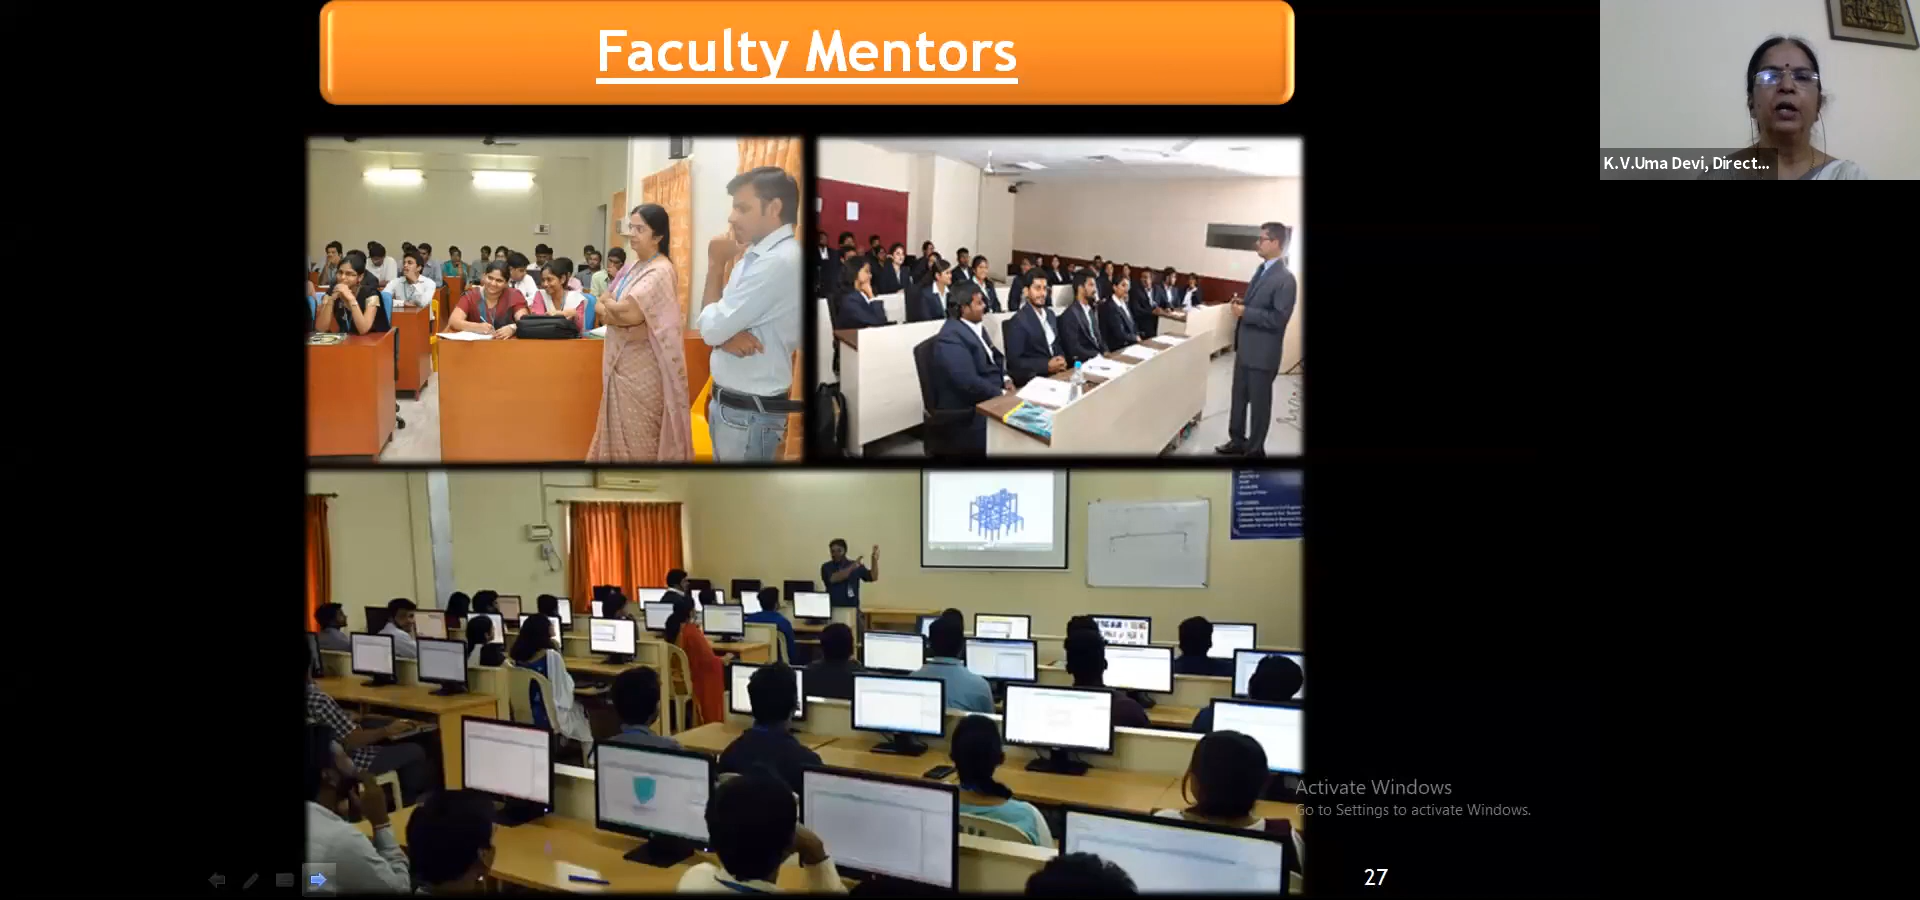 Faculty Mentors
K.V.Uma Devi, Direct...
Activate Windows
Go to Settings to activate Windows.
27